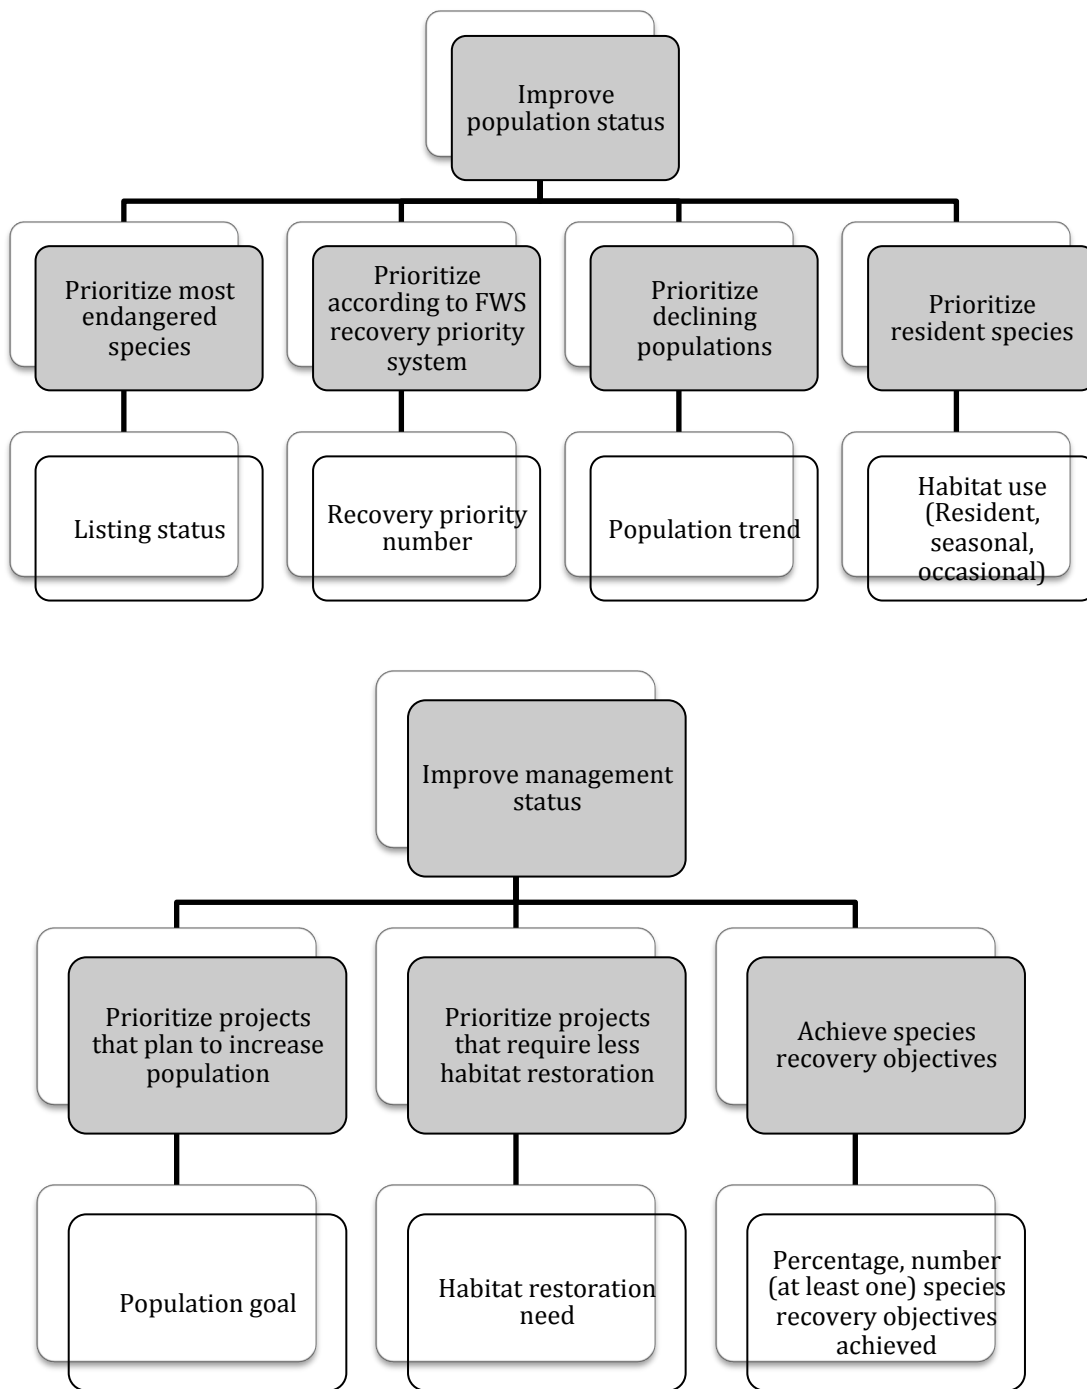 Improve
population status
Prioritize most
endangered
species
Prioritize
according to FWS
recovery priority
system
Prioritize
declining
populations
Prioritize
resident species
Listing status
Recovery priority
number
Population trend
Habitat use
(Resident,
seasonal,
occasional)
Improve management
status
Prioritize projects
that plan to increase
population
Prioritize projects
that require less
habitat restoration
Achieve species
recovery objectives
Population goal
Habitat restoration
need
Percentage, number
(at least one) species
recovery objectives
achieved